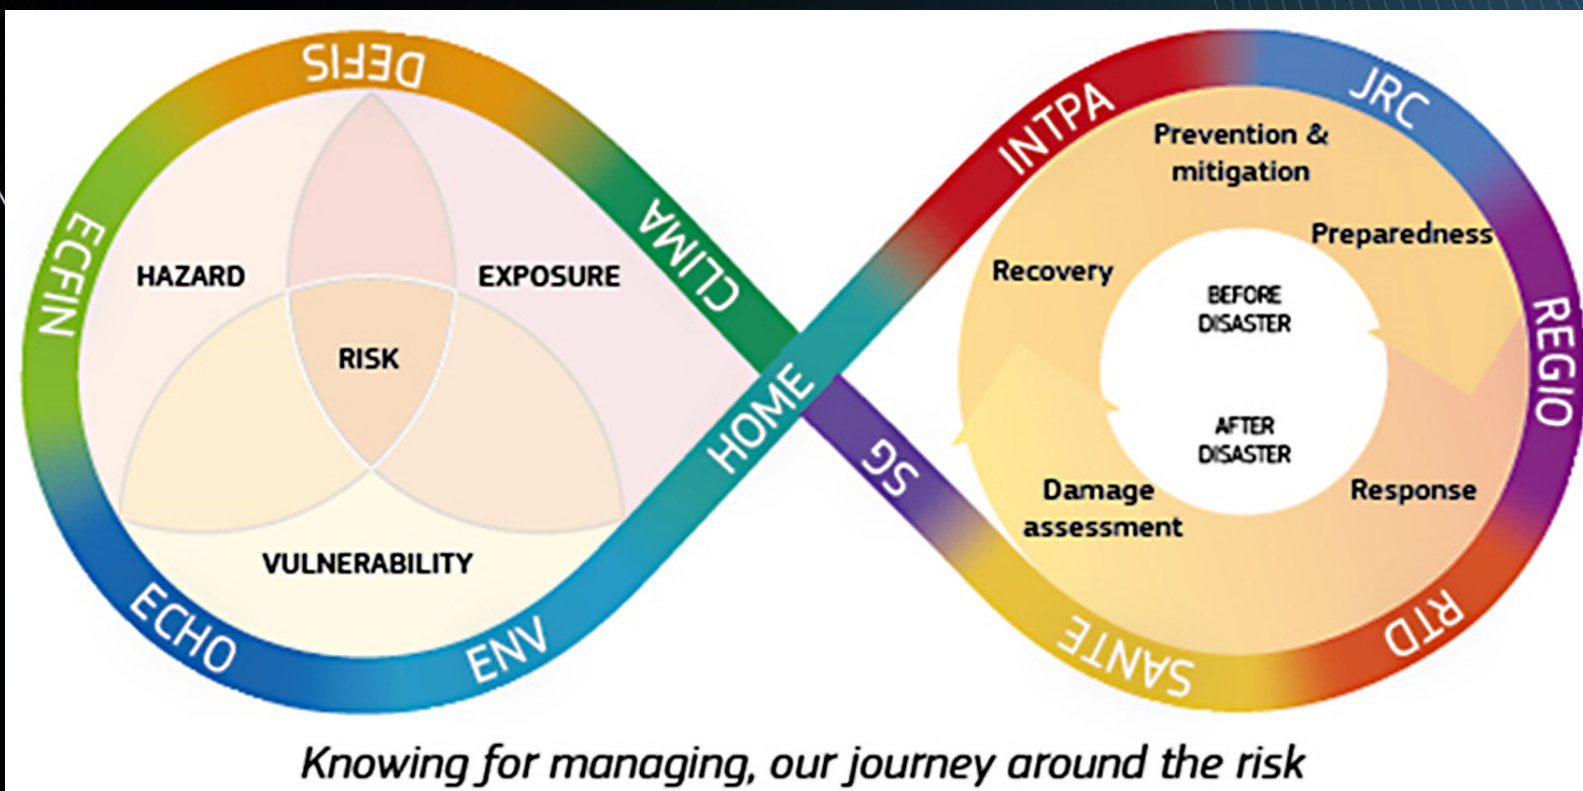 DEFIS
ECFIN
CLIMA
HAZARD
EXPOSURE
RISK
VULNERABILITY
ECHO
ENV
HOME
SG
INTPA
JRC
Prevention &
mitigation
Preparedness
Recovery
BEFORE
DISASTER
AFTER
DISASTER
Damage
assessment
Response
REGIO
RTD
SANTE
Knowing for managing, our journey around the risk